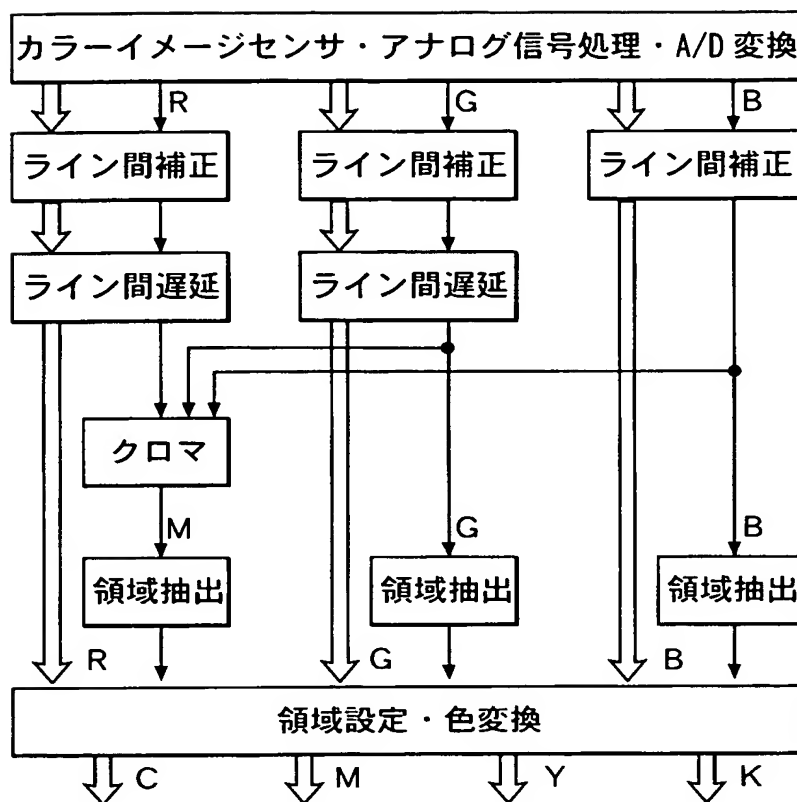 カラーイメージセンサ・アナログ信号処理・A/D変換
R G B
ライン間補正 ライン間補正 ライン間補正
ライン間遅延 ライン間遅延
クロマ
M G B
領域抽出 領域抽出 領域抽出
R G B
領域設定・色変換
C M Y K